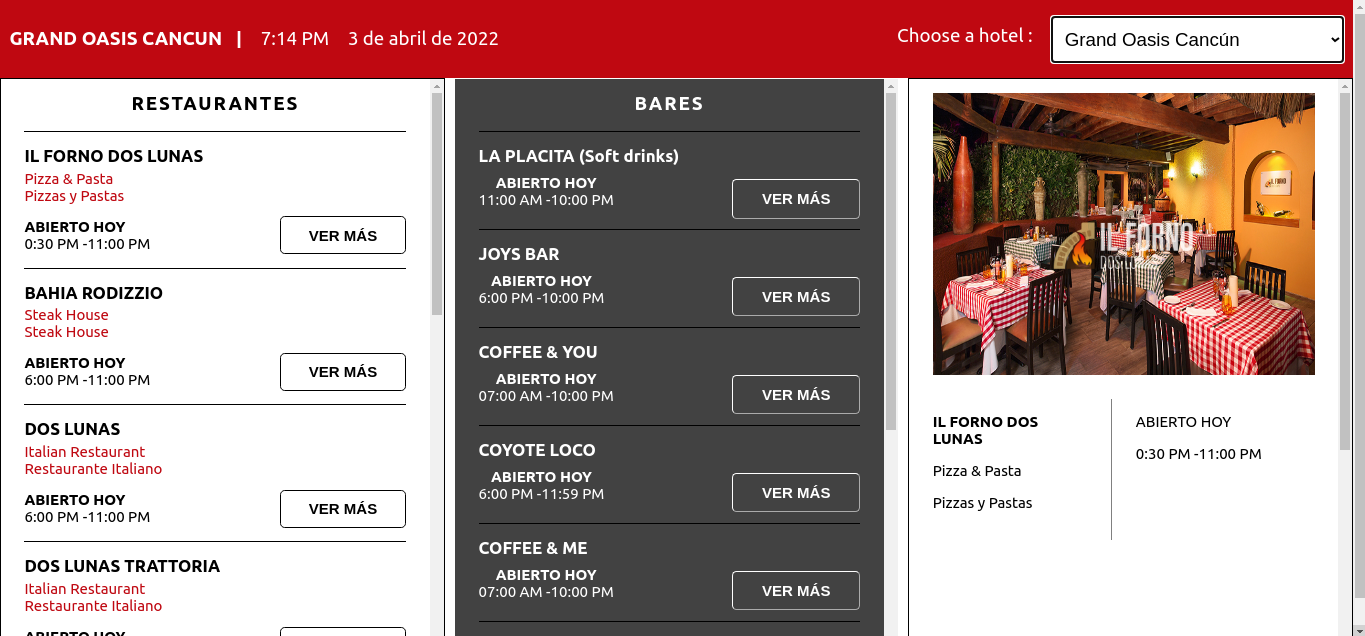 GRAND OASIS CANCUN | 7:14 PM 3 de abril de 2022
Choose a hotel :
Grand Oasis Cancún
RESTAURANTES
IL FORNO DOS LUNAS
Pizza & Pasta
Pizzas y Pastas
ABIERTO HOY
0:30 PM -11:00 PM
VER MÁS
BAHIA RODIZZIO
Steak House
Steak House
ABIERTO HOY
6:00 PM -11:00 PM
VER MÁS
DOS LUNAS
Italian Restaurant
Restaurante Italiano
ABIERTO HOY
6:00 PM -11:00 PM
VER MÁS
DOS LUNAS TRATTORIA
Italian Restaurant
Restaurante Italiano
ABIERTO HOY
BARES
LA PLACITA (Soft drinks)
ABIERTO HOY
11:00 AM -10:00 PM
VER MÁS
JOYS BAR
ABIERTO HOY
6:00 PM -10:00 PM
VER MÁS
COFFEE & YOU
ABIERTO HOY
07:00 AM -10:00 PM
VER MÁS
COYOTE LOCO
ABIERTO HOY
6:00 PM -11:59 PM
VER MÁS
COFFEE & ME
ABIERTO HOY
07:00 AM -10:00 PM
VER MÁS
IL FORNO
IL FORNO
IL FORNO DOS
LUNAS
Pizza & Pasta
Pizzas y Pastas
ABIERTO HOY
0:30 PM -11:00 PM